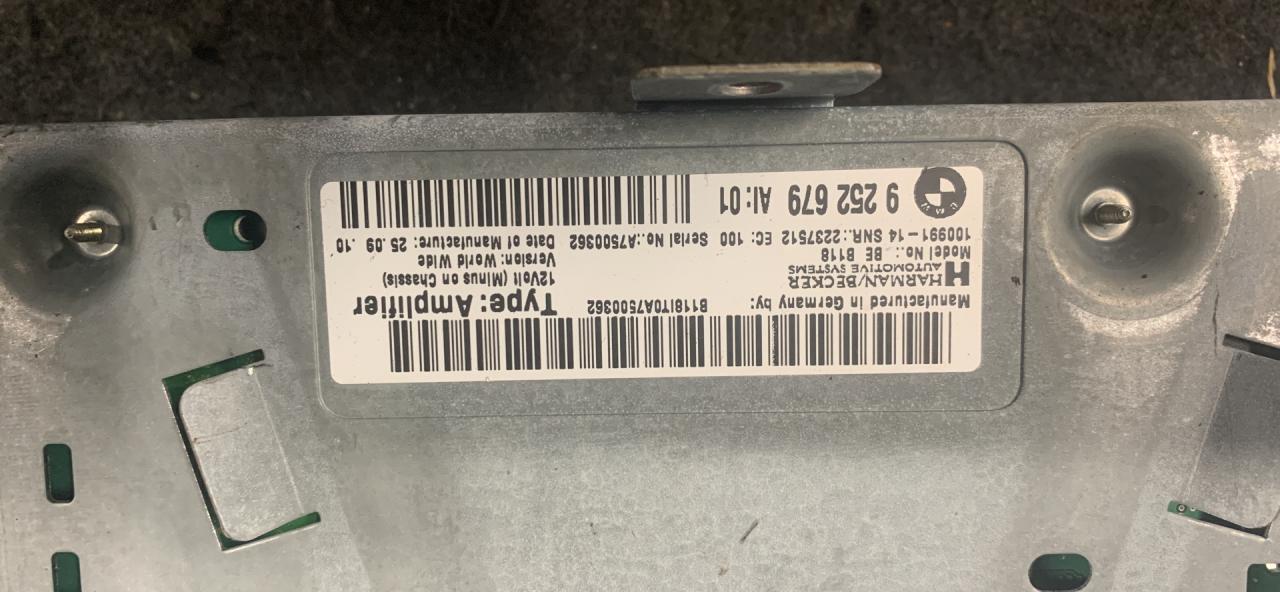 Manufactured in Germany by: B118IT0A7500362 Type: Amplifier
HARMAN/BECKER 12Volt (Minus on Chassis)
AUTOMOTIVE SYSTEMS Version: World Wide
Model No.: BE B118
100991-14 SNR.:2237512 EC: 100 Serial No.:A7500362 Date of Manufacture: 25.09.10
BMW 9 252 679 AI:01